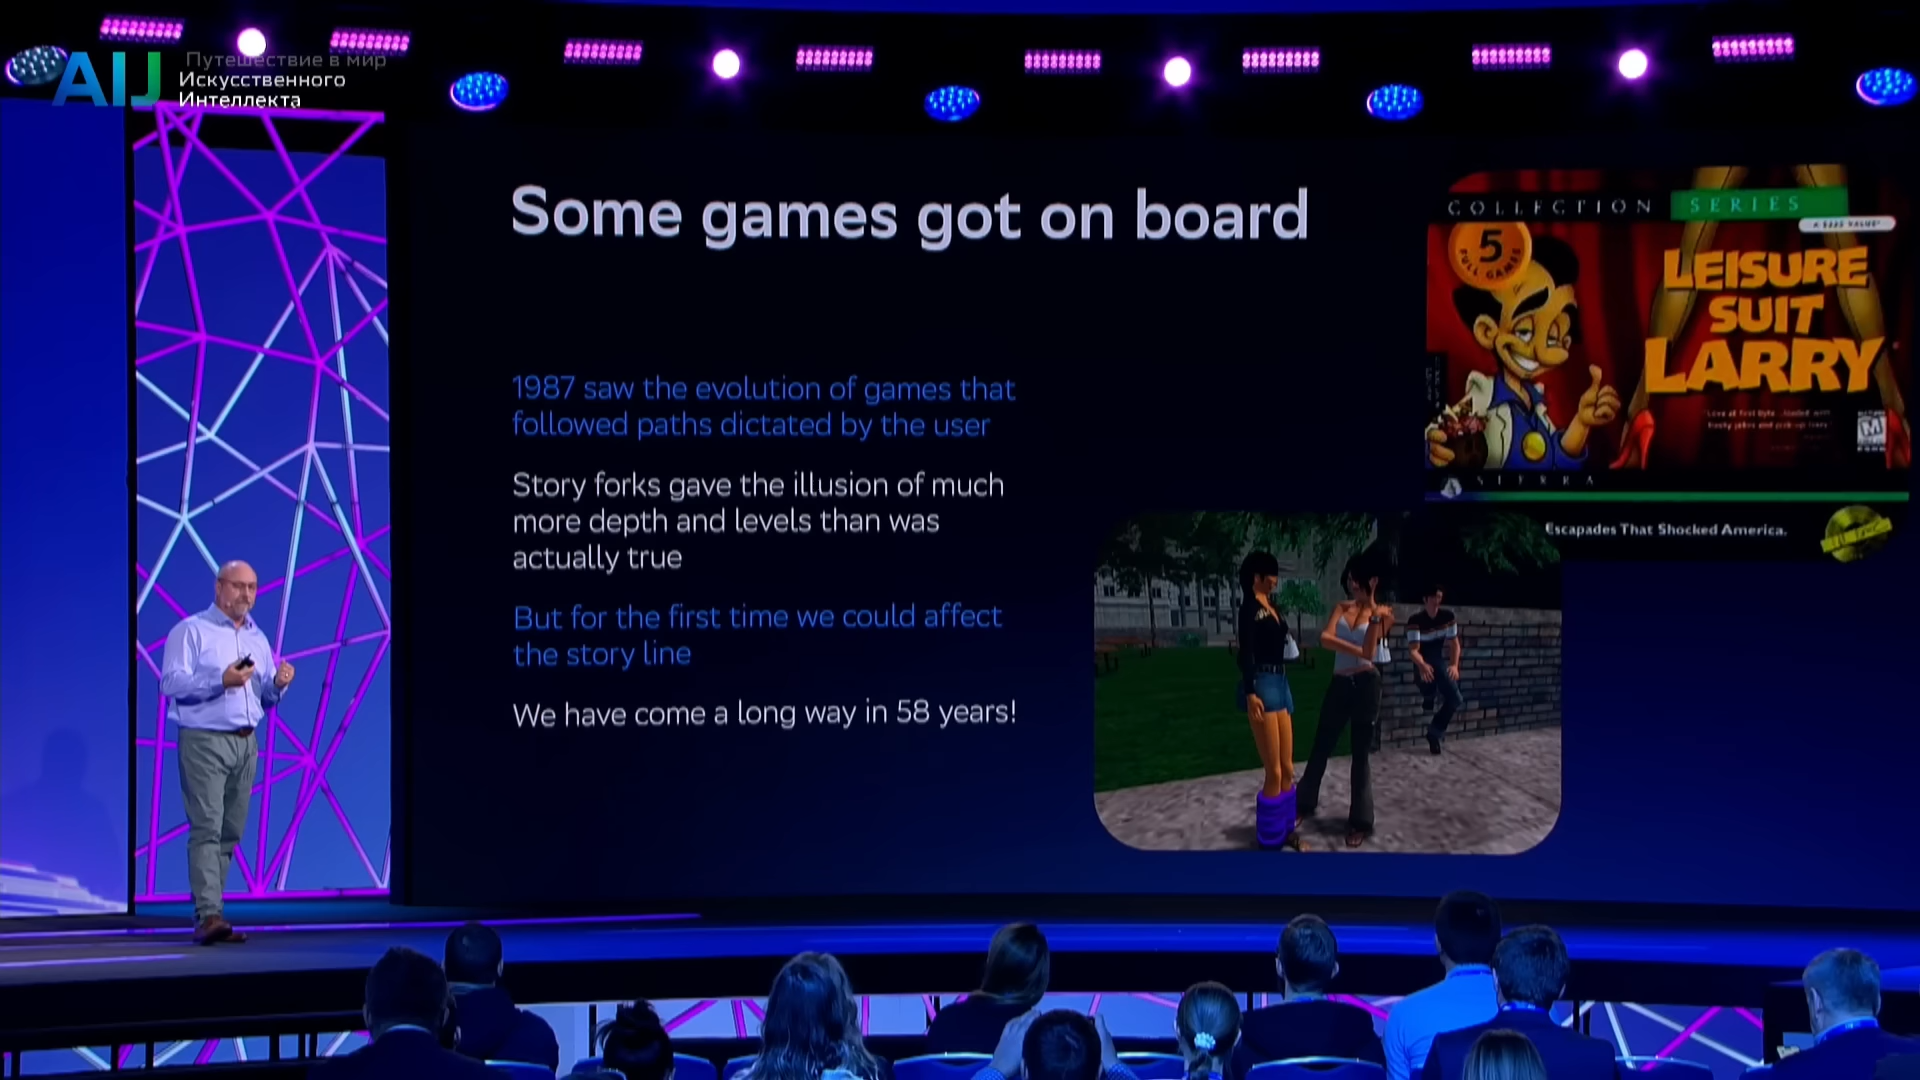 AIJ
Путешествие в мир
Искусственного
Интеллекта
Some games got on board
1987 saw the evolution of games that
followed paths dictated by the user
Story forks gave the illusion of much
more depth and levels than was
actually true
But for the first time we could affect
the story line
We have come a long way in 58 years!
COLLECTION SERIES
5
FULL GAMES
LEISURE
SUIT
LARRY
M
SIERRA
Escapades That Shocked America.